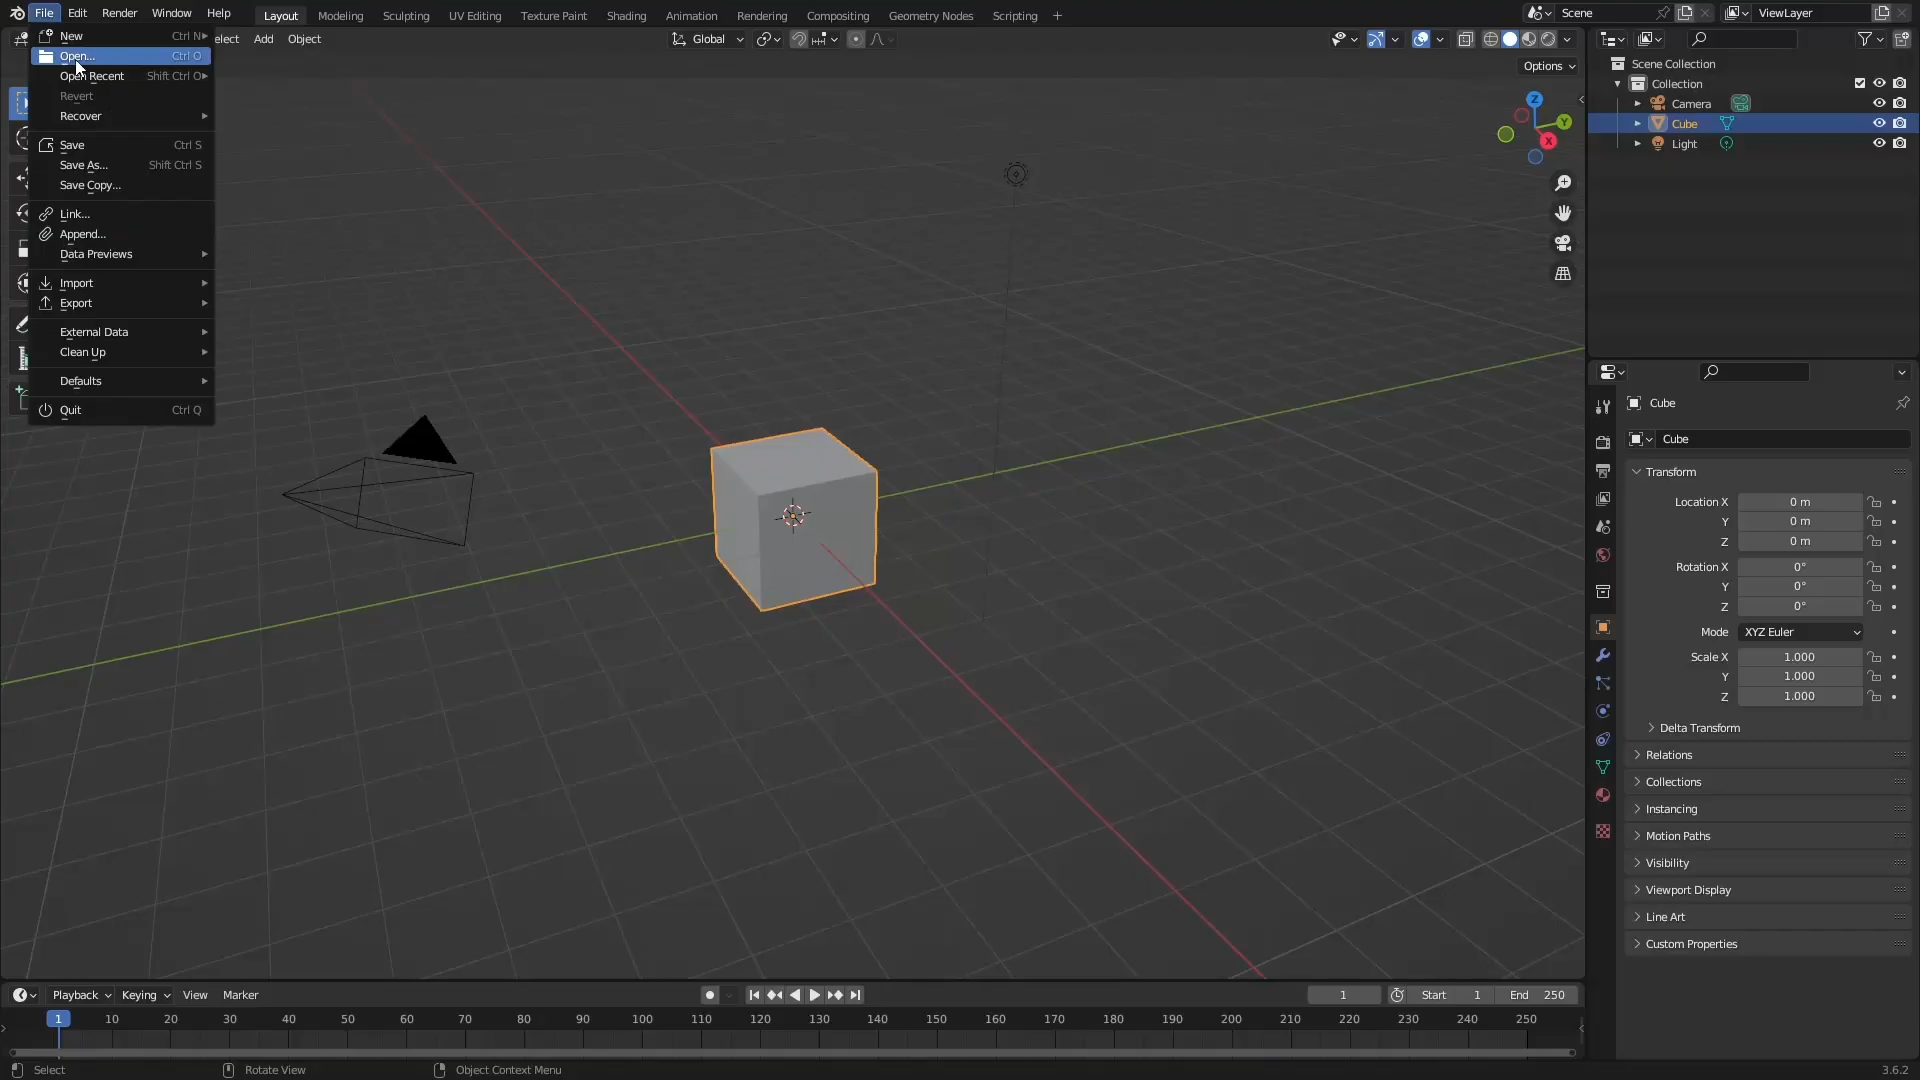 File Edit Render Window Help Layout Modeling Sculpting UV Editing Texture Paint Shading Animation Rendering Compositing Geometry Nodes Scripting + Scene ViewLayer
New Ctrl N
Open... Ctrl O
Open Recent Shift Ctrl O
Revert
Recover
Save Ctrl S
Save As... Shift Ctrl S
Save Copy...
Link...
Append...
Data Previews
Import
Export
External Data
Clean Up
Defaults
Quit Ctrl Q
elect Add Object Global
Options
Z
Y
X
Scene Collection
Collection
Camera
Cube
Light
Cube
Cube
Transform
Location X 0 m
Y 0 m
Z 0 m
Rotation X 0°
Y 0°
Z 0°
Mode XYZ Euler
Scale X 1.000
Y 1.000
Z 1.000
Delta Transform
Relations
Collections
Instancing
Motion Paths
Visibility
Viewport Display
Line Art
Custom Properties
Playback Keying View Marker 1 Start 1 End 250
1 10 20 30 40 50 60 70 80 90 100 110 120 130 140 150 160 170 180 190 200 210 220 230 240 250
Select Rotate View Object Context Menu 3.6.2